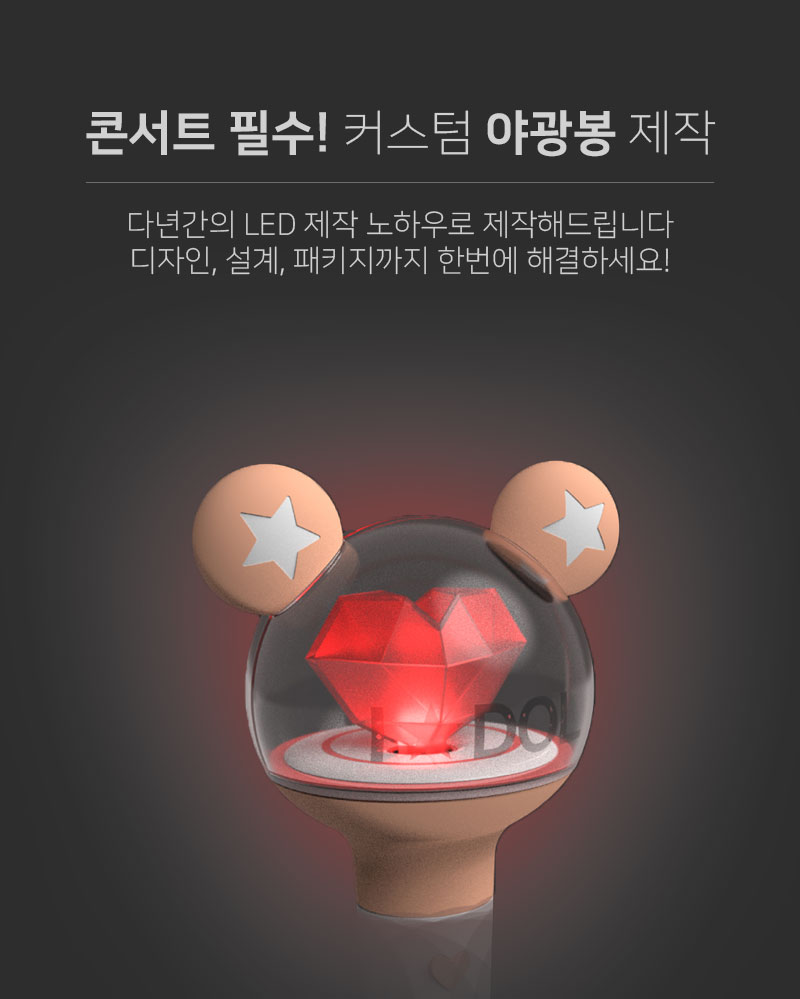 콘서트 필수! 커스텀 야광봉 제작
다년간의 LED 제작 노하우로 제작해드립니다
디자인, 설계, 패키지까지 한번에 해결하세요!
I DOL